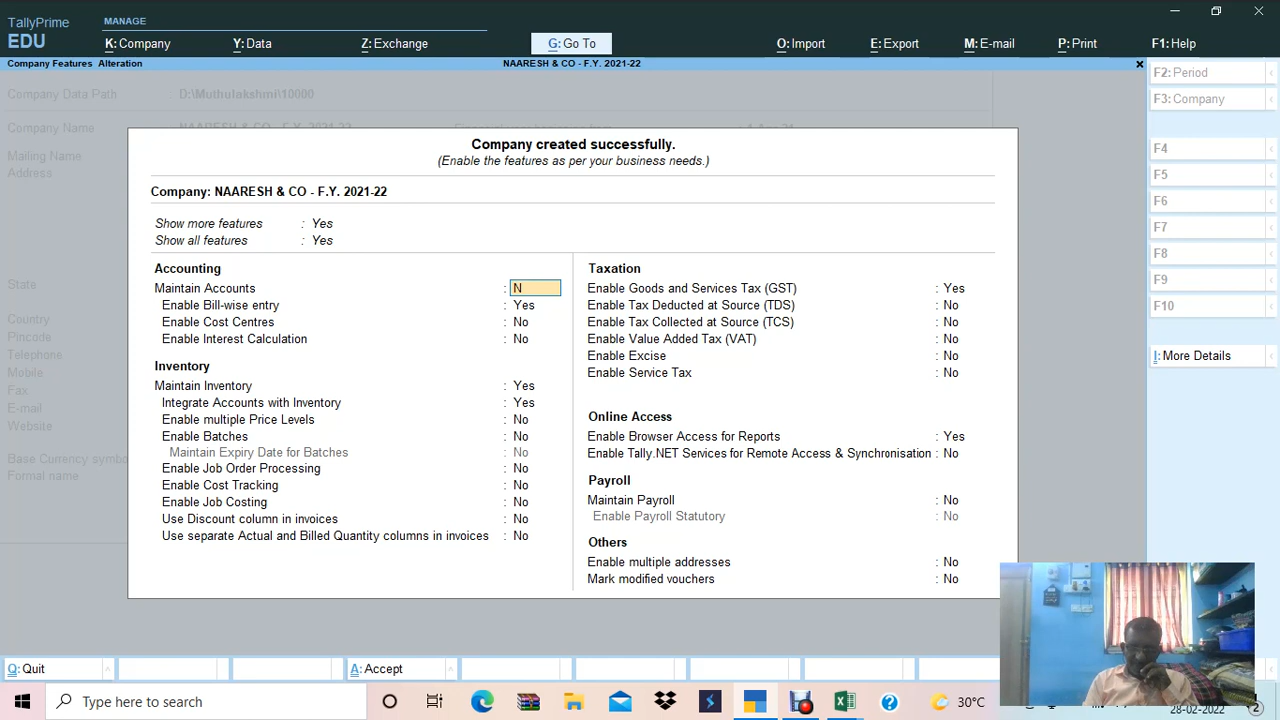 TallyPrime
EDU
MANAGE
K: Company
Y: Data
Z: Exchange
G: Go To
O: Import
E: Export
M: E-mail
P: Print
F1: Help
Company Features Alteration
NAARESH & CO - F.Y. 2021-22
×
F2: Period
F3: Company
F4
F5
F6
F7
F8
F9
F10
I: More Details
Company Data Path
D:\Muthulakshmi\10000
Company Name
Mailing Name
Address
State
Country
Pincode
Telephone
Mobile
Fax
E-mail
Website
Base Currency symbo
Formal name
Company created successfully.
(Enable the features as per your business needs.)
Company: NAARESH & CO - F.Y. 2021-22
Show more features : Yes
Show all features : Yes
Accounting
Maintain Accounts : N
Enable Bill-wise entry : Yes
Enable Cost Centres : No
Enable Interest Calculation : No
Inventory
Maintain Inventory : Yes
Integrate Accounts with Inventory : Yes
Enable multiple Price Levels : No
Enable Batches : No
Maintain Expiry Date for Batches : No
Enable Job Order Processing : No
Enable Cost Tracking : No
Enable Job Costing : No
Use Discount column in invoices : No
Use separate Actual and Billed Quantity columns in invoices : No
Taxation
Enable Goods and Services Tax (GST) : Yes
Enable Tax Deducted at Source (TDS) : No
Enable Tax Collected at Source (TCS) : No
Enable Value Added Tax (VAT) : No
Enable Excise : No
Enable Service Tax : No
Online Access
Enable Browser Access for Reports : Yes
Enable Tally.NET Services for Remote Access & Synchronisation : No
Payroll
Maintain Payroll : No
Enable Payroll Statutory : No
Others
Enable multiple addresses : No
Mark modified vouchers : No
Q: Quit
A: Accept
Type here to search
30°C
28-02-2022
2